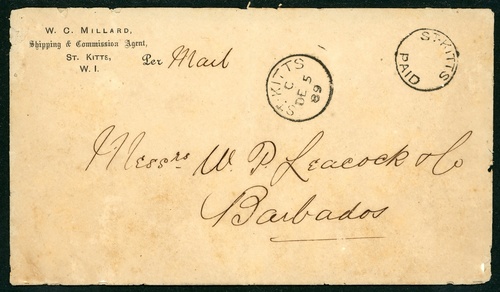 W. C. MILLARD,
Shipping & Commission Agent,
ST. KITTS,
W. I.
Per Mail
ST. KITTS
C
DE 5
89
ST. KITTS
PAID
Messrs W. P. Leacock & Co
Barbados